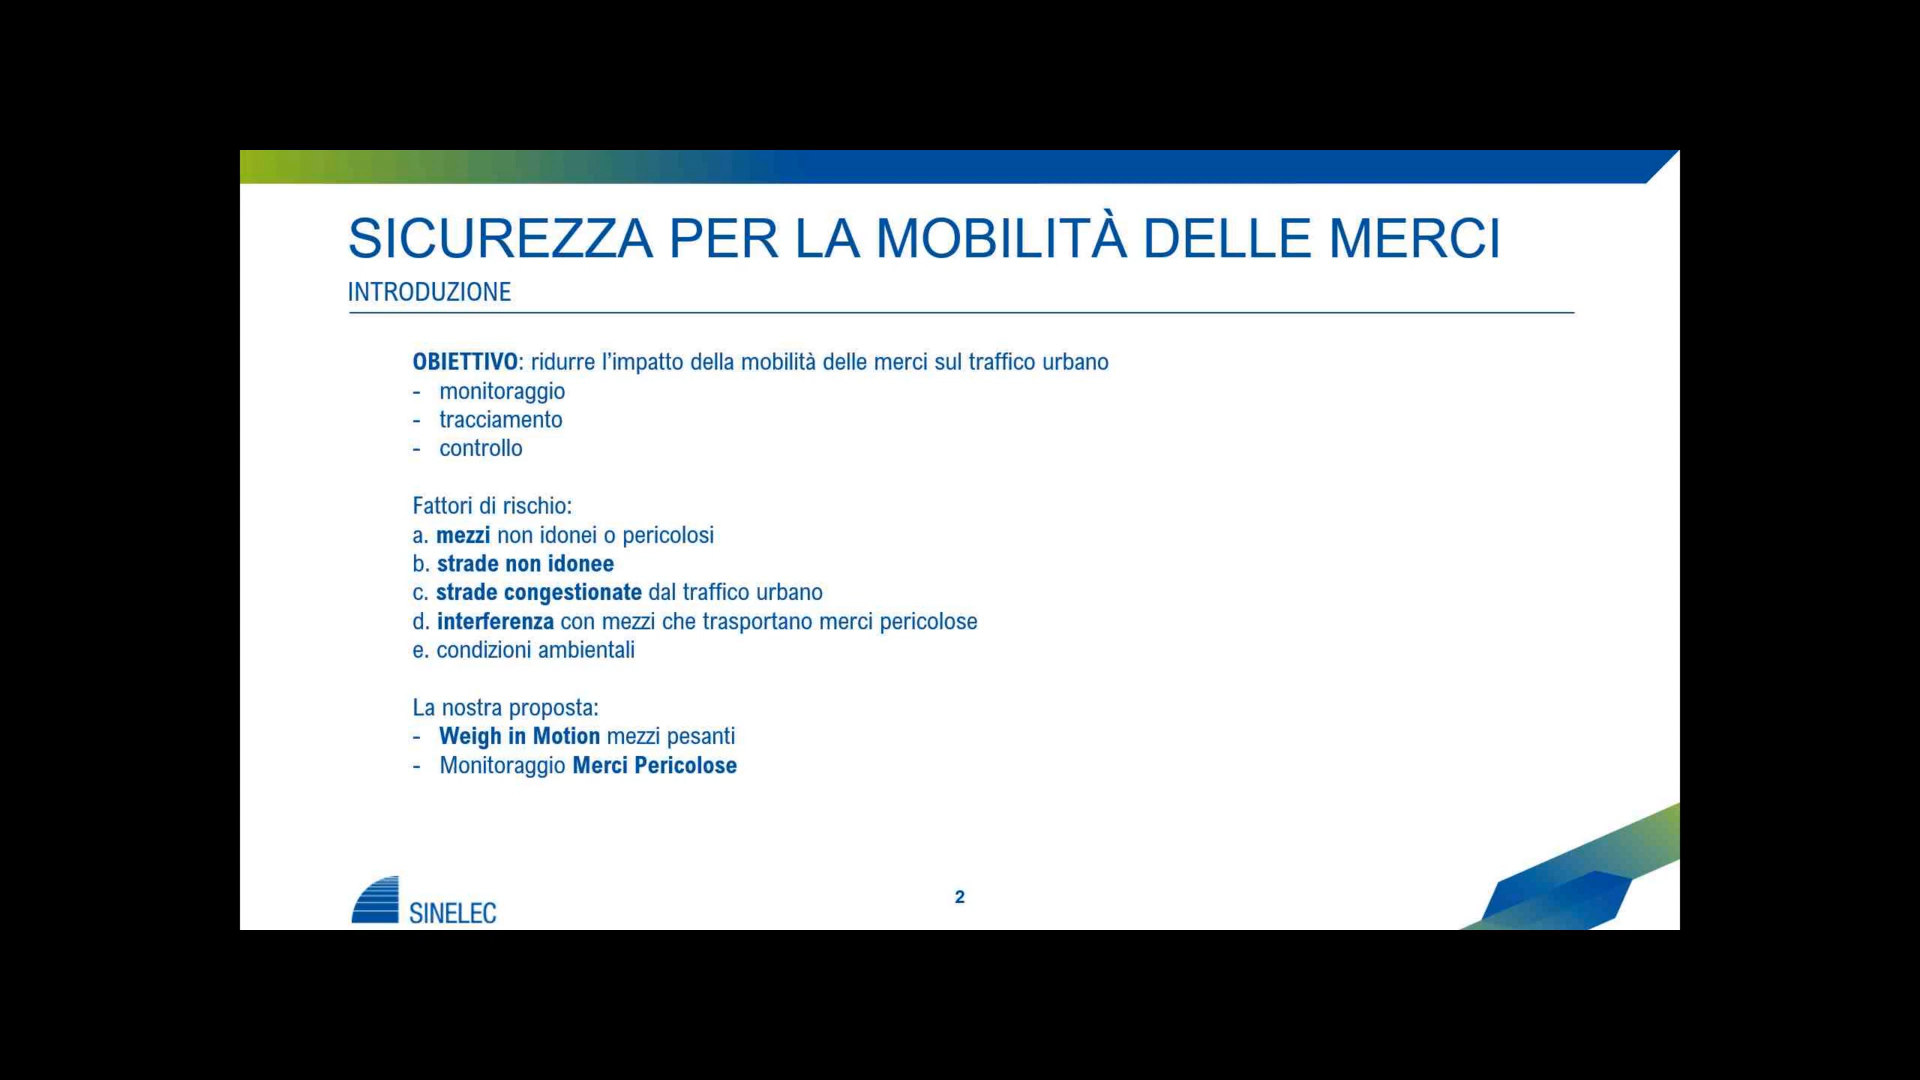 SICUREZZA PER LA MOBILITÀ DELLE MERCI
INTRODUZIONE
OBIETTIVO: ridurre l’impatto della mobilità delle merci sul traffico urbano
- monitoraggio
- tracciamento
- controllo
Fattori di rischio:
a. mezzi non idonei o pericolosi
b. strade non idonee
c. strade congestionate dal traffico urbano
d. interferenza con mezzi che trasportano merci pericolose
e. condizioni ambientali
La nostra proposta:
- Weigh in Motion mezzi pesanti
- Monitoraggio Merci Pericolose
SINELEC
2